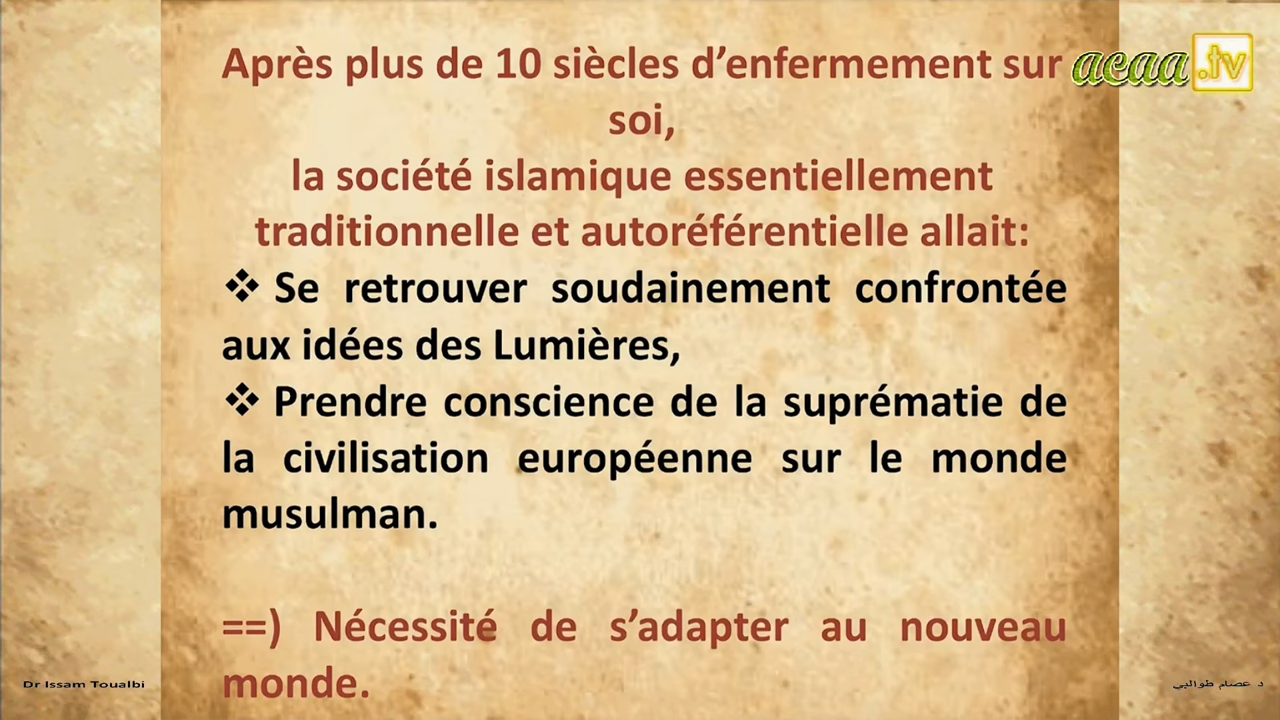 Après plus de 10 siècles d’enfermement sur
soi,
la société islamique essentiellement
traditionnelle et autoréférentielle allait:
❖ Se retrouver soudainement confrontée
aux idées des Lumières,
❖ Prendre conscience de la suprématie de
la civilisation européenne sur le monde
musulman.
==) Nécessité de s’adapter au nouveau
monde.
acaa.tv
Dr Issam Toualbi
د عصام طوالبي